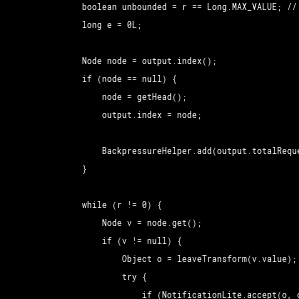 boolean unbounded = r == Long.MAX_VALUE; //
long e = 0L;
Node node = output.index();
if (node == null) {
node = getHead();
output.index = node;
BackpressureHelper.add(output.totalReque
}
while (r != 0) {
Node v = node.get();
if (v != null) {
Object o = leaveTransform(v.value);
try {
if (NotificationLite.accept(o,